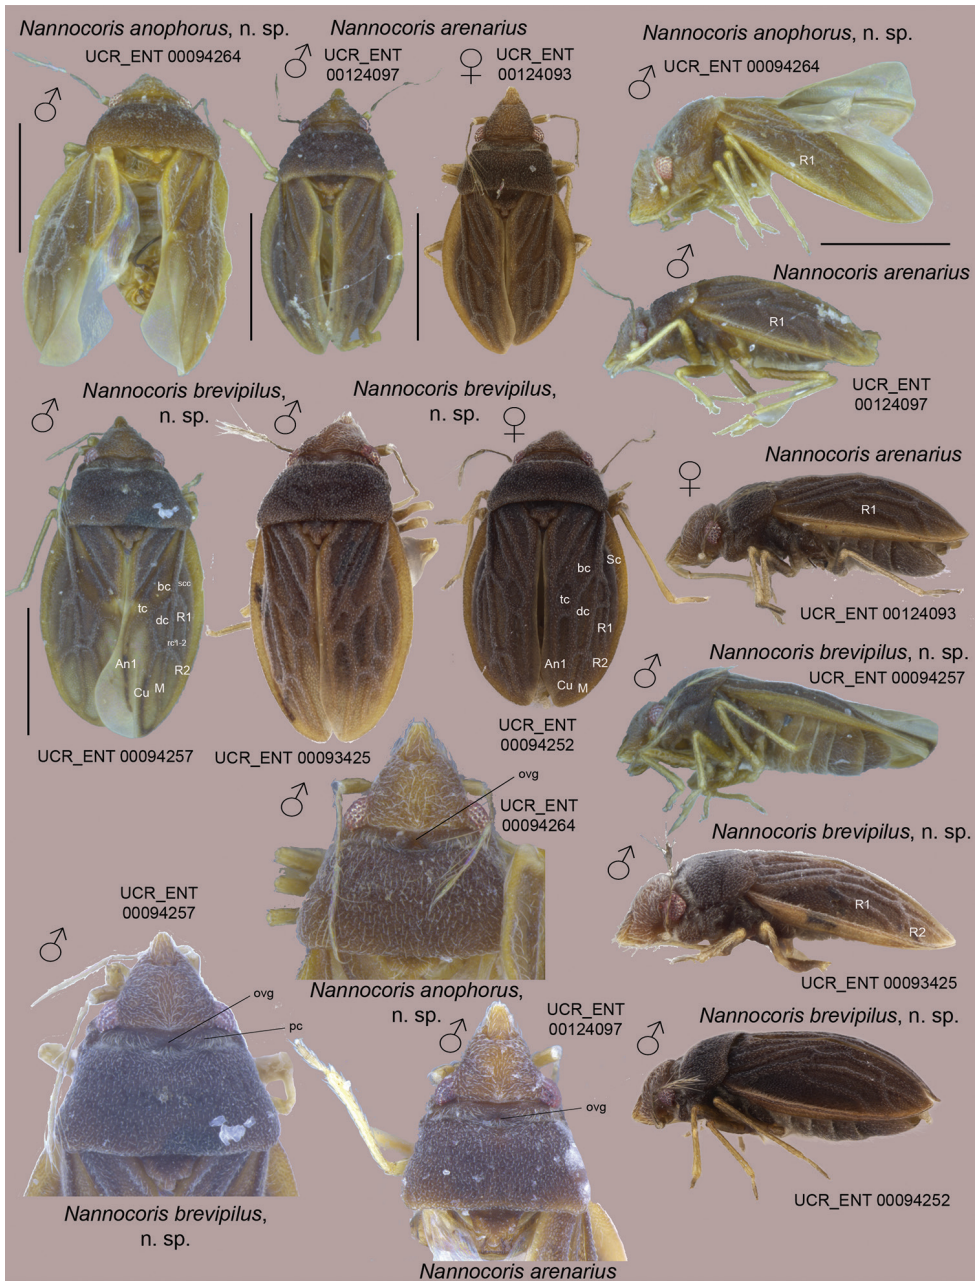 Nannocoris anophorus, n. sp.
UCR_ENT 00094264
♂
Nannocoris arenarius
♂
UCR_ENT
00124097
♀
UCR_ENT
00124093
Nannocoris anophorus, n. sp.
♂ UCR_ENT 00094264
R1
♂
Nannocoris arenarius
R1
UCR_ENT
00124097
Nannocoris brevipilus,
n. sp.
♂
♂
Nannocoris brevipilus,
n. sp.
♀
Nannocoris arenarius
♀
R1
UCR_ENT 00124093
bc
scc
tc
dc
R1
rc1-2
An1
R2
Cu
M
UCR_ENT 00094257
UCR_ENT 00093425
Sc
bc
tc
dc
R1
An1
R2
Cu
M
UCR_ENT
00094252
Nannocoris brevipilus, n. sp.
♂
UCR_ENT 00094257
♂
ovg
UCR_ENT
00094264
Nannocoris anophorus,
n. sp.
Nannocoris brevipilus, n. sp.
♂
R1
R2
UCR_ENT 00093425
UCR_ENT
00094257
♂
ovg
pc
Nannocoris brevipilus,
n. sp.
♂
UCR_ENT
00124097
ovg
Nannocoris arenarius
Nannocoris brevipilus, n. sp.
♂
UCR_ENT 00094252